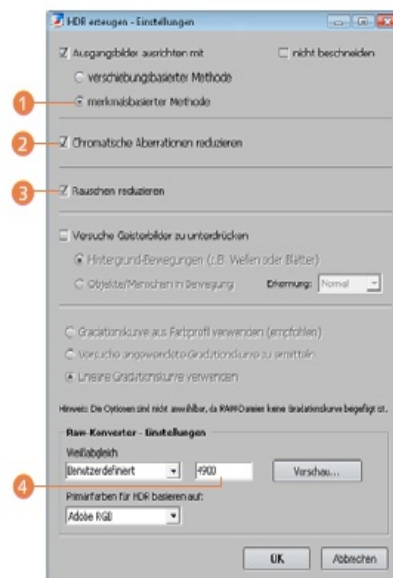 HDR erzeugen - Einstellungen
Ausgangsbilder ausrichten mit
nicht beschneiden
verschiebungsbasierter Methode
1
merkmalsbasierter Methode
2
Chromatische Aberrationen reduzieren
3
Rauschen reduzieren
Versuche Geisterbilder zu unterdrücken
Hintergrund-Bewegungen (z.B. Wellen oder Blätter)
Objekte/Menschen in Bewegung
Erkennung:
Normal
Gradationskurve aus Farbprofil verwenden (empfohlen)
Versuche angewendete Gradationskurve zu ermitteln
Lineare Gradationskurve verwenden
Hinweis: Die Optionen sind nicht anwählbar, da RAW-Dateien keine Gradationskurve beigefügt ist.
Raw-Konverter - Einstellungen
Weißabgleich
Benutzerdefiniert
4900
Vorschau...
4
Primärfarben für HDR basieren auf:
Adobe RGB
OK
Abbrechen